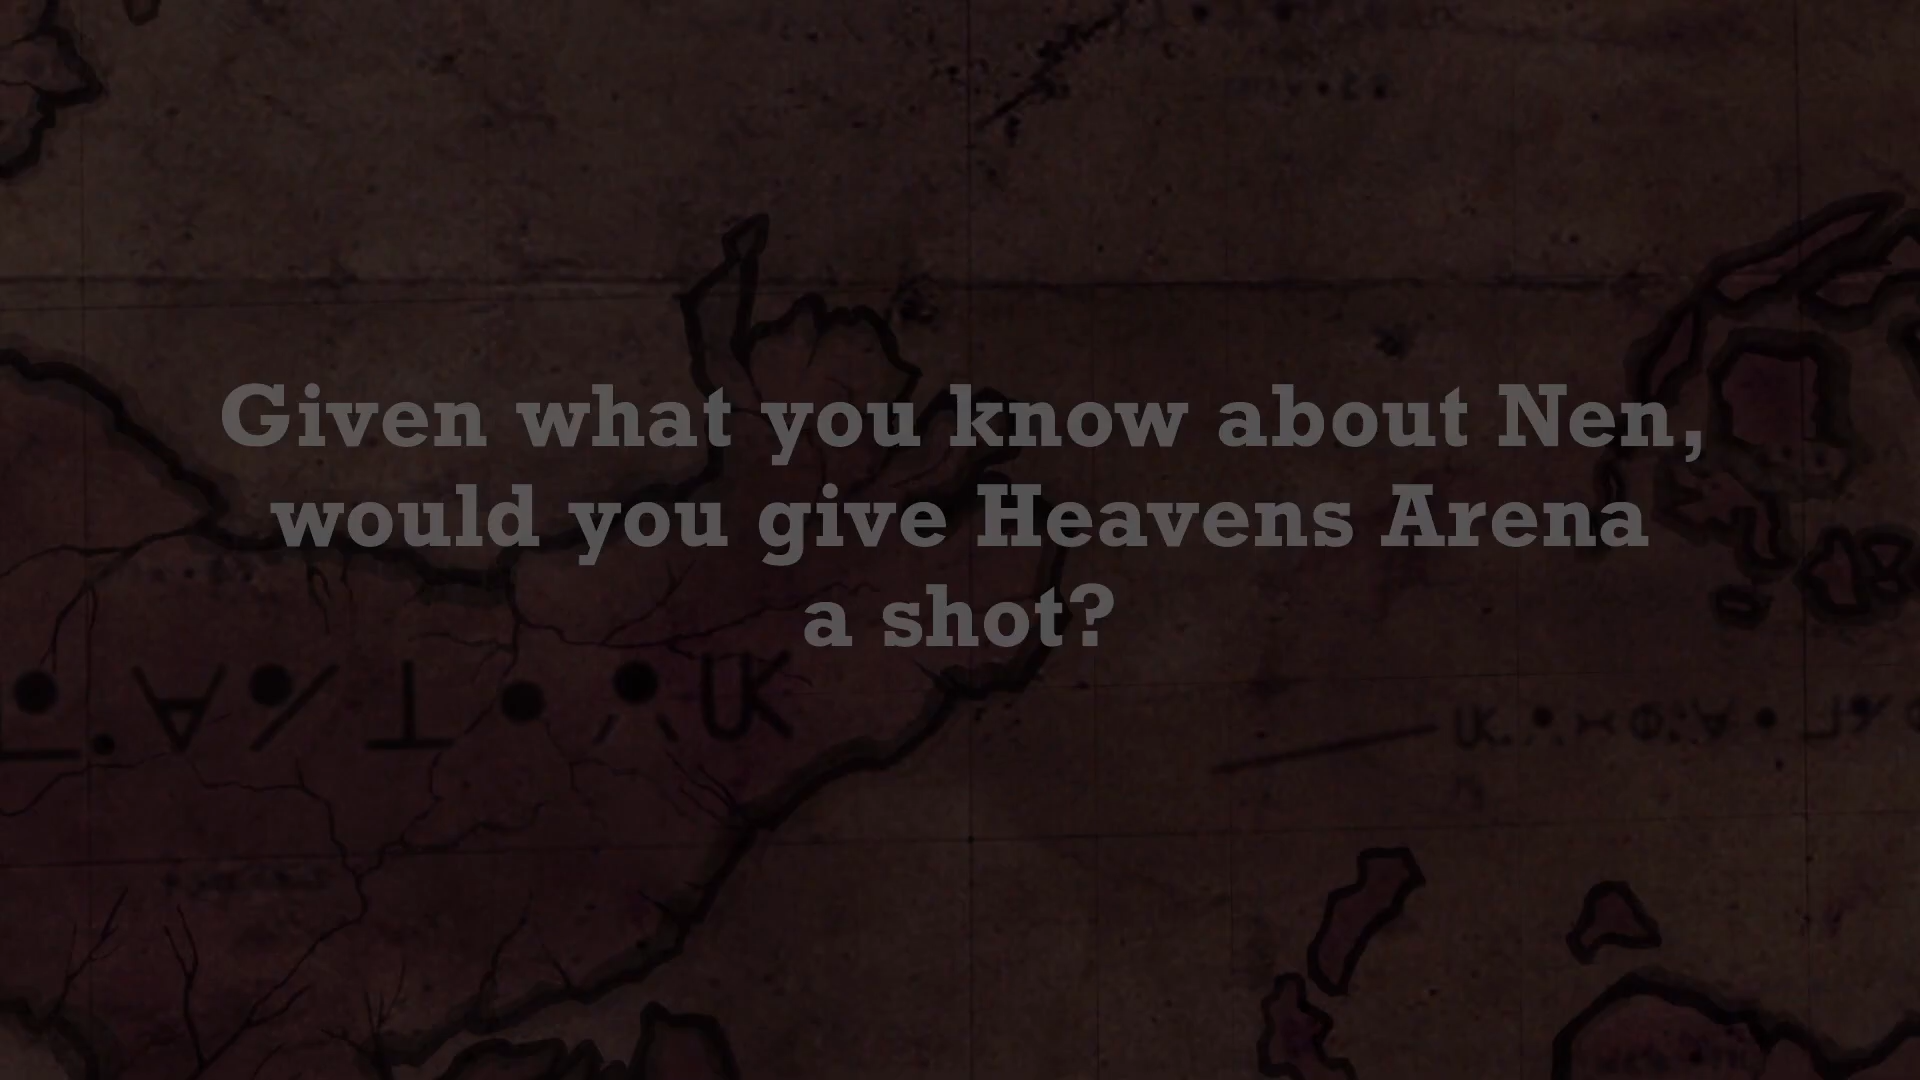 Given what you know about Nen,
would you give Heavens Arena
a shot?